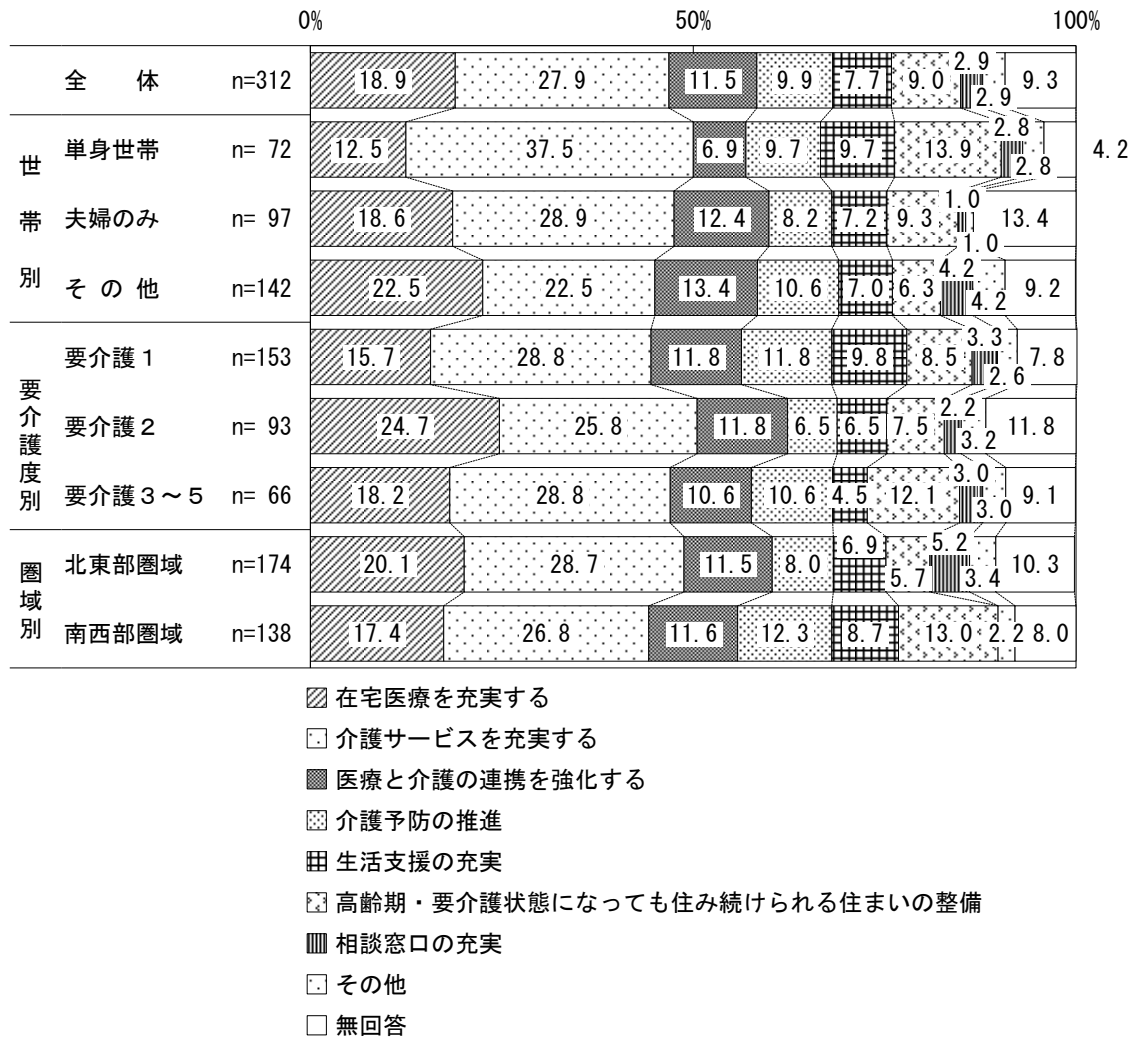 0% 50% 100%
全 体 n=312 18.9 27.9 11.5 9.9 7.7 9.0 2.9 2.9 9.3
世帯別
単身世帯 n= 72 12.5 37.5 6.9 9.7 9.7 13.9 2.8 2.8 4.2
夫婦のみ n= 97 18.6 28.9 12.4 8.2 7.2 9.3 1.0 1.0 13.4
そ の 他 n=142 22.5 22.5 13.4 10.6 7.0 6.3 4.2 4.2 9.2
要介護度別
要介護１ n=153 15.7 28.8 11.8 11.8 9.8 8.5 3.3 2.6 7.8
要介護２ n= 93 24.7 25.8 11.8 6.5 6.5 7.5 2.2 3.2 11.8
要介護３～５ n= 66 18.2 28.8 10.6 10.6 4.5 12.1 3.0 3.0 9.1
圏域別
北東部圏域 n=174 20.1 28.7 11.5 8.0 6.9 5.7 5.2 3.4 10.3
南西部圏域 n=138 17.4 26.8 11.6 12.3 8.7 13.0 2.2 8.0
在宅医療を充実する
介護サービスを充実する
医療と介護の連携を強化する
介護予防の推進
生活支援の充実
高齢期・要介護状態になっても住み続けられる住まいの整備
相談窓口の充実
その他
無回答